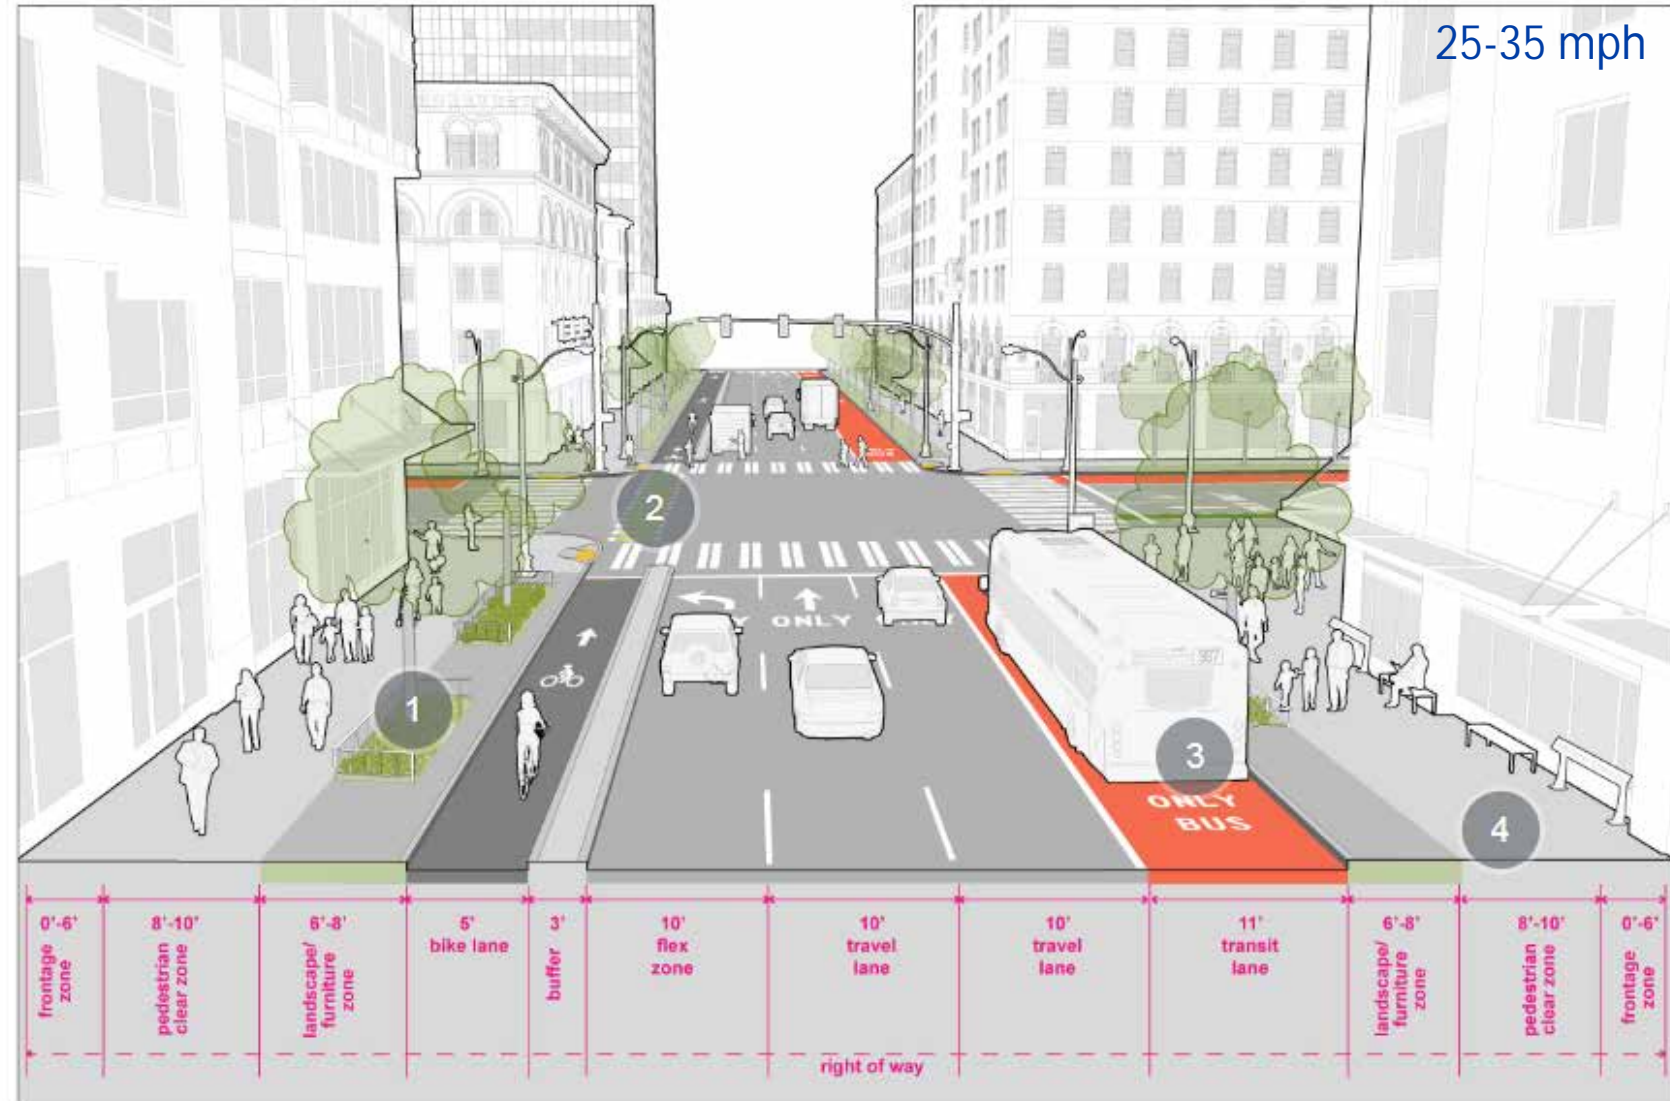 25-35 mph
2
1
ONLY
967
3
ONLY
BUS
4
0'-6'
frontage
zone
8'-10'
pedestrian
clear zone
6'-8'
landscape/
furniture
zone
5'
bike lane
3'
buffer
10'
flex
zone
10'
travel
lane
10'
travel
lane
11'
transit
lane
6'-8'
landscape/
furniture
zone
8'-10'
pedestrian
clear zone
0'-6'
frontage
zone
right of way